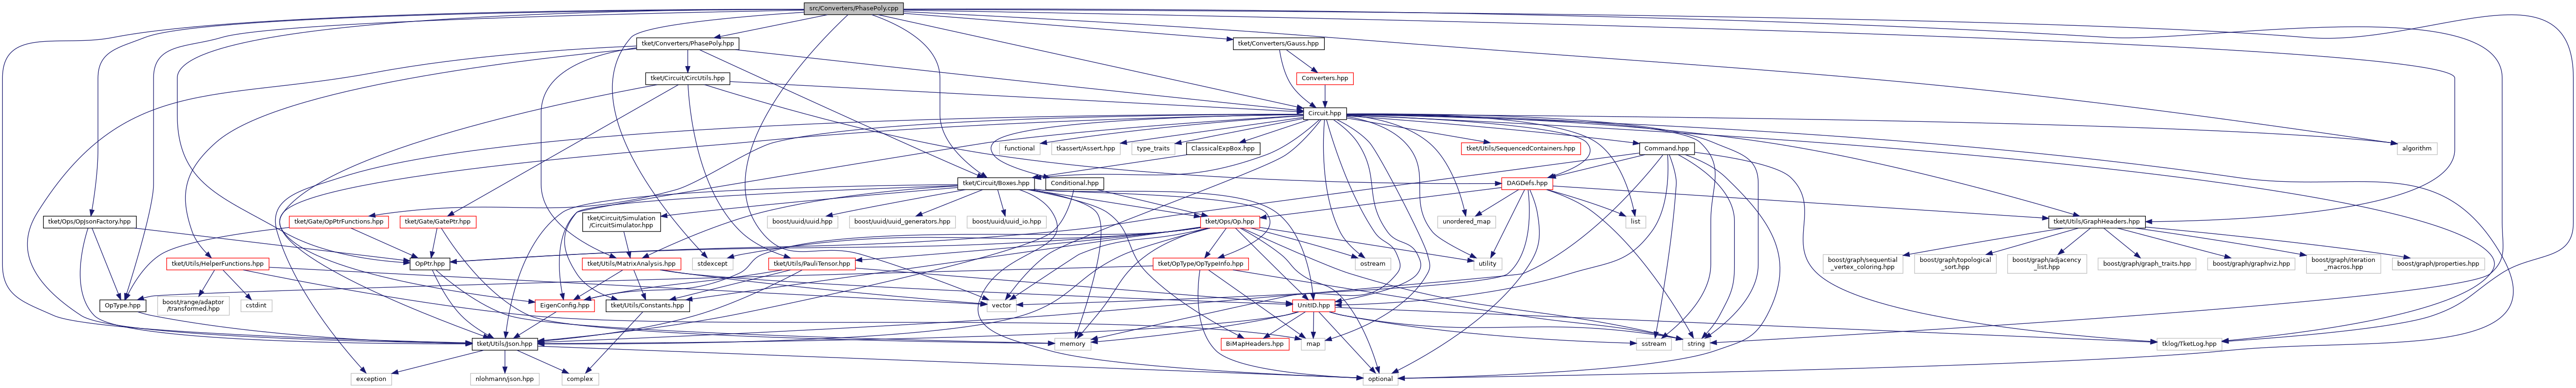 src/Converters/PhasePoly.cpp
tket/Converters/PhasePoly.hpp
tket/Converters/Gauss.hpp
tket/Circuit/CircUtils.hpp
Converters.hpp
Circuit.hpp
functional
tkassert/Assert.hpp
type_traits
ClassicalExpBox.hpp
tket/Utils/SequencedContainers.hpp
Command.hpp
algorithm
tket/Circuit/Boxes.hpp
Conditional.hpp
DAGDefs.hpp
tket/Ops/OpJsonFactory.hpp
tket/Gate/OpPtrFunctions.hpp
tket/Gate/GatePtr.hpp
tket/Circuit/Simulation
/CircuitSimulator.hpp
boost/uuid/uuid.hpp
boost/uuid/uuid_generators.hpp
boost/uuid/uuid_io.hpp
tket/Ops/Op.hpp
unordered_map
list
tket/Utils/GraphHeaders.hpp
tket/Utils/HelperFunctions.hpp
OpPtr.hpp
tket/Utils/MatrixAnalysis.hpp
stdexcept
tket/Utils/PauliTensor.hpp
tket/OpType/OpTypeInfo.hpp
ostream
utility
boost/graph/sequential
_vertex_coloring.hpp
boost/graph/topological
_sort.hpp
boost/graph/adjacency
_list.hpp
boost/graph/graph_traits.hpp
boost/graph/graphviz.hpp
boost/graph/iteration
_macros.hpp
boost/graph/properties.hpp
OpType.hpp
boost/range/adaptor
/transformed.hpp
cstdint
EigenConfig.hpp
tket/Utils/Constants.hpp
vector
UnitID.hpp
tket/Utils/Json.hpp
memory
BiMapHeaders.hpp
map
sstream
string
tklog/TketLog.hpp
exception
nlohmann/json.hpp
complex
optional